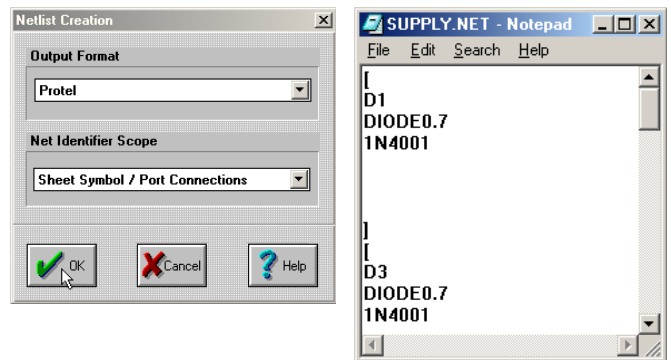 Netlist Creation
Output Format
Protel
Net Identifier Scope
Sheet Symbol / Port Connections
OK
Cancel
Help
SUPPLY.NET - Notepad
File Edit Search Help
[
D1
DIODE0.7
1N4001
]
[
D3
DIODE0.7
1N4001